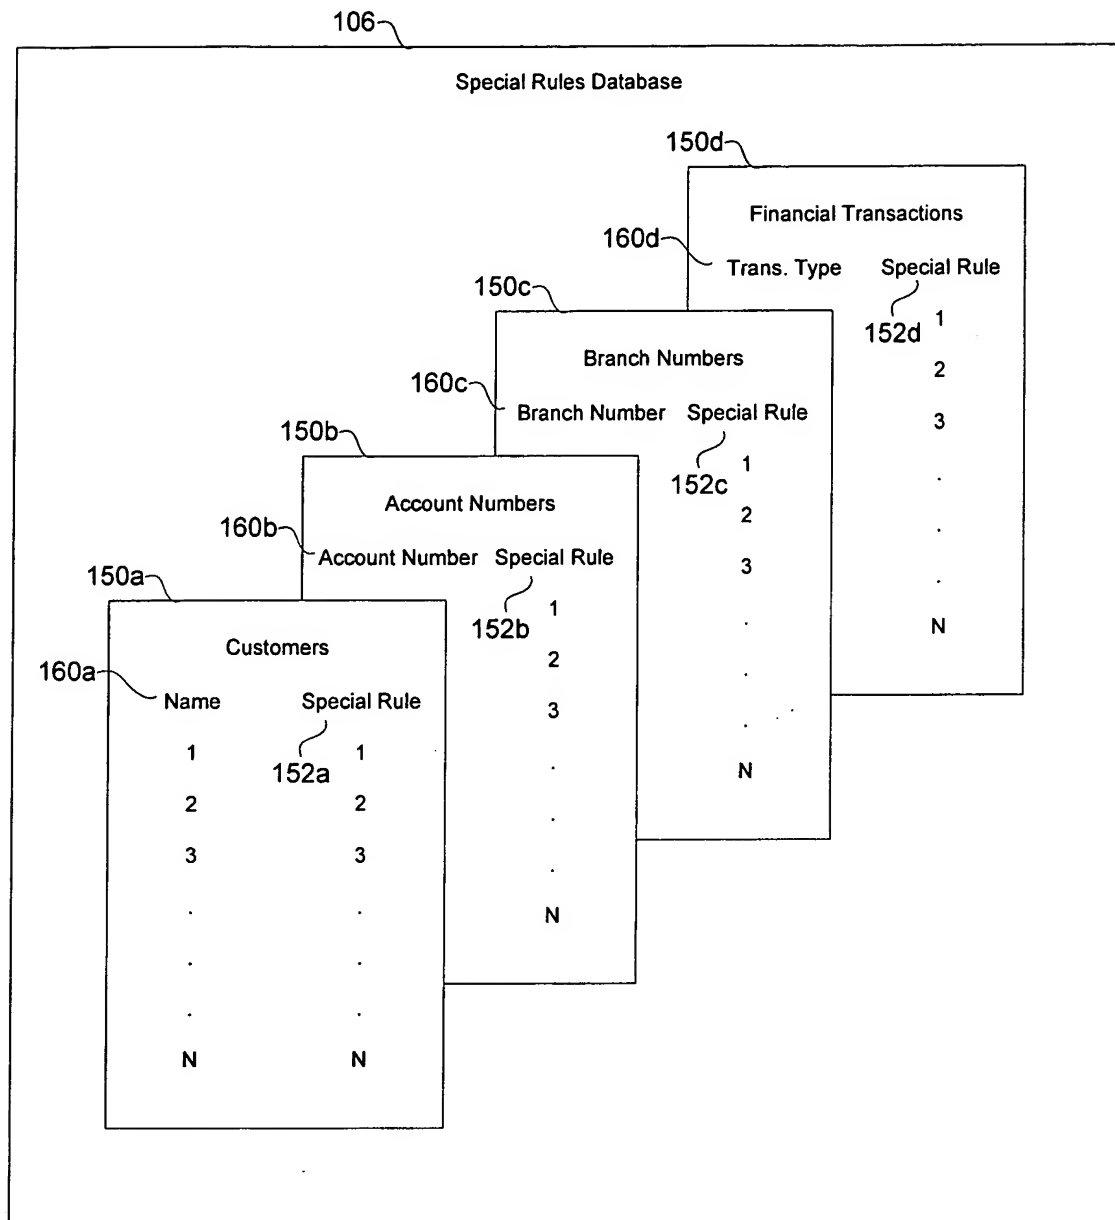 106
Special Rules Database
150d
Financial Transactions
160d
Trans. Type Special Rule
152d
1
2
3
.
.
.
N
150c
Branch Numbers
160c
Branch Number Special Rule
152c
1
2
3
.
.
.
N
150b
Account Numbers
160b
Account Number Special Rule
152b
1
2
3
.
.
.
N
150a
Customers
160a
Name Special Rule
152a
1 1
2 2
3 3
. .
. .
. .
N N